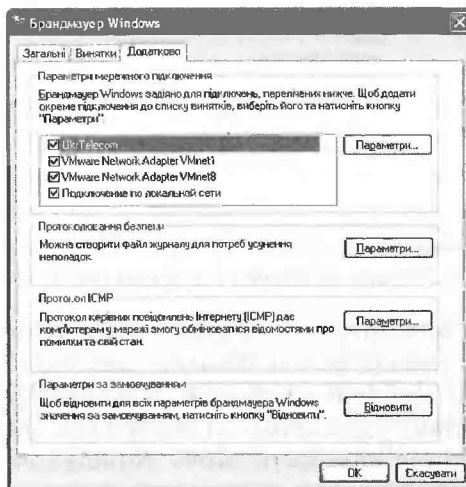 Брандмауер Windows
Загальні Винятки Додатково
Параметри мережного підключення
Брандмауер Windows задіяно для підключень, перелічених нижче. Щоб додати
окреме підключення до списку винятків, виберіть його та натисніть кнопку
"Параметри".
UkrTelecom
VMware Network Adapter VMnet1
VMware Network Adapter VMnet8
Подключение по локальной сети
Параметри...
Протоколювання безпеки
Можна створити файл журналу для потреб усунення
неполадок.
Параметри...
Протокол ICMP
Протокол керівних повідомлень Інтернету (ICMP) дає
комп'ютерам у мережі змогу обмінюватися відомостями про
помилки та свій стан.
Параметри...
Параметри за замовчуванням
Щоб відновити для всіх параметрів брандмауера Windows
значення за замовчуванням, натисніть кнопку "Відновити".
Відновити
OK Скасувати